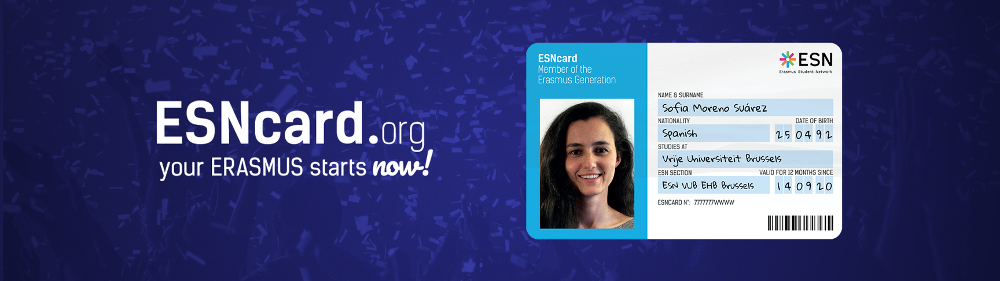 ESNcard.org
your ERASMUS starts now!
ESNcard
Member of the
Erasmus Generation
ESN
Erasmus Student Network
NAME & SURNAME
Sofia Moreno Suárez
NATIONALITY DATE OF BIRTH
Spanish 25 04 92
STUDIES AT
Vrije Universiteit Brussels
ESN SECTION VALID FOR 12 MONTHS SINCE
ESN VUB EHB Brussels 14 09 20
ESNCARD N°: 7777777WWWW